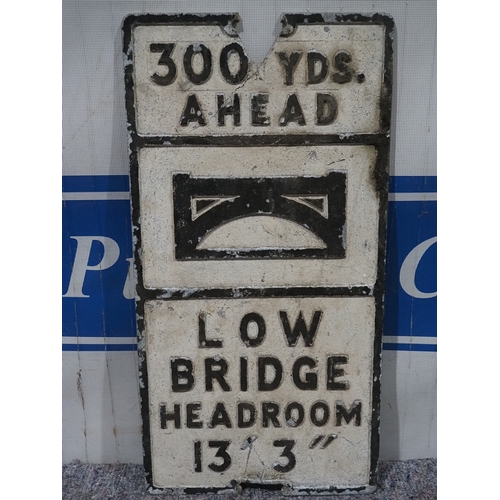 300 YDS.
AHEAD
LOW
BRIDGE
HEADROOM
13' 3"